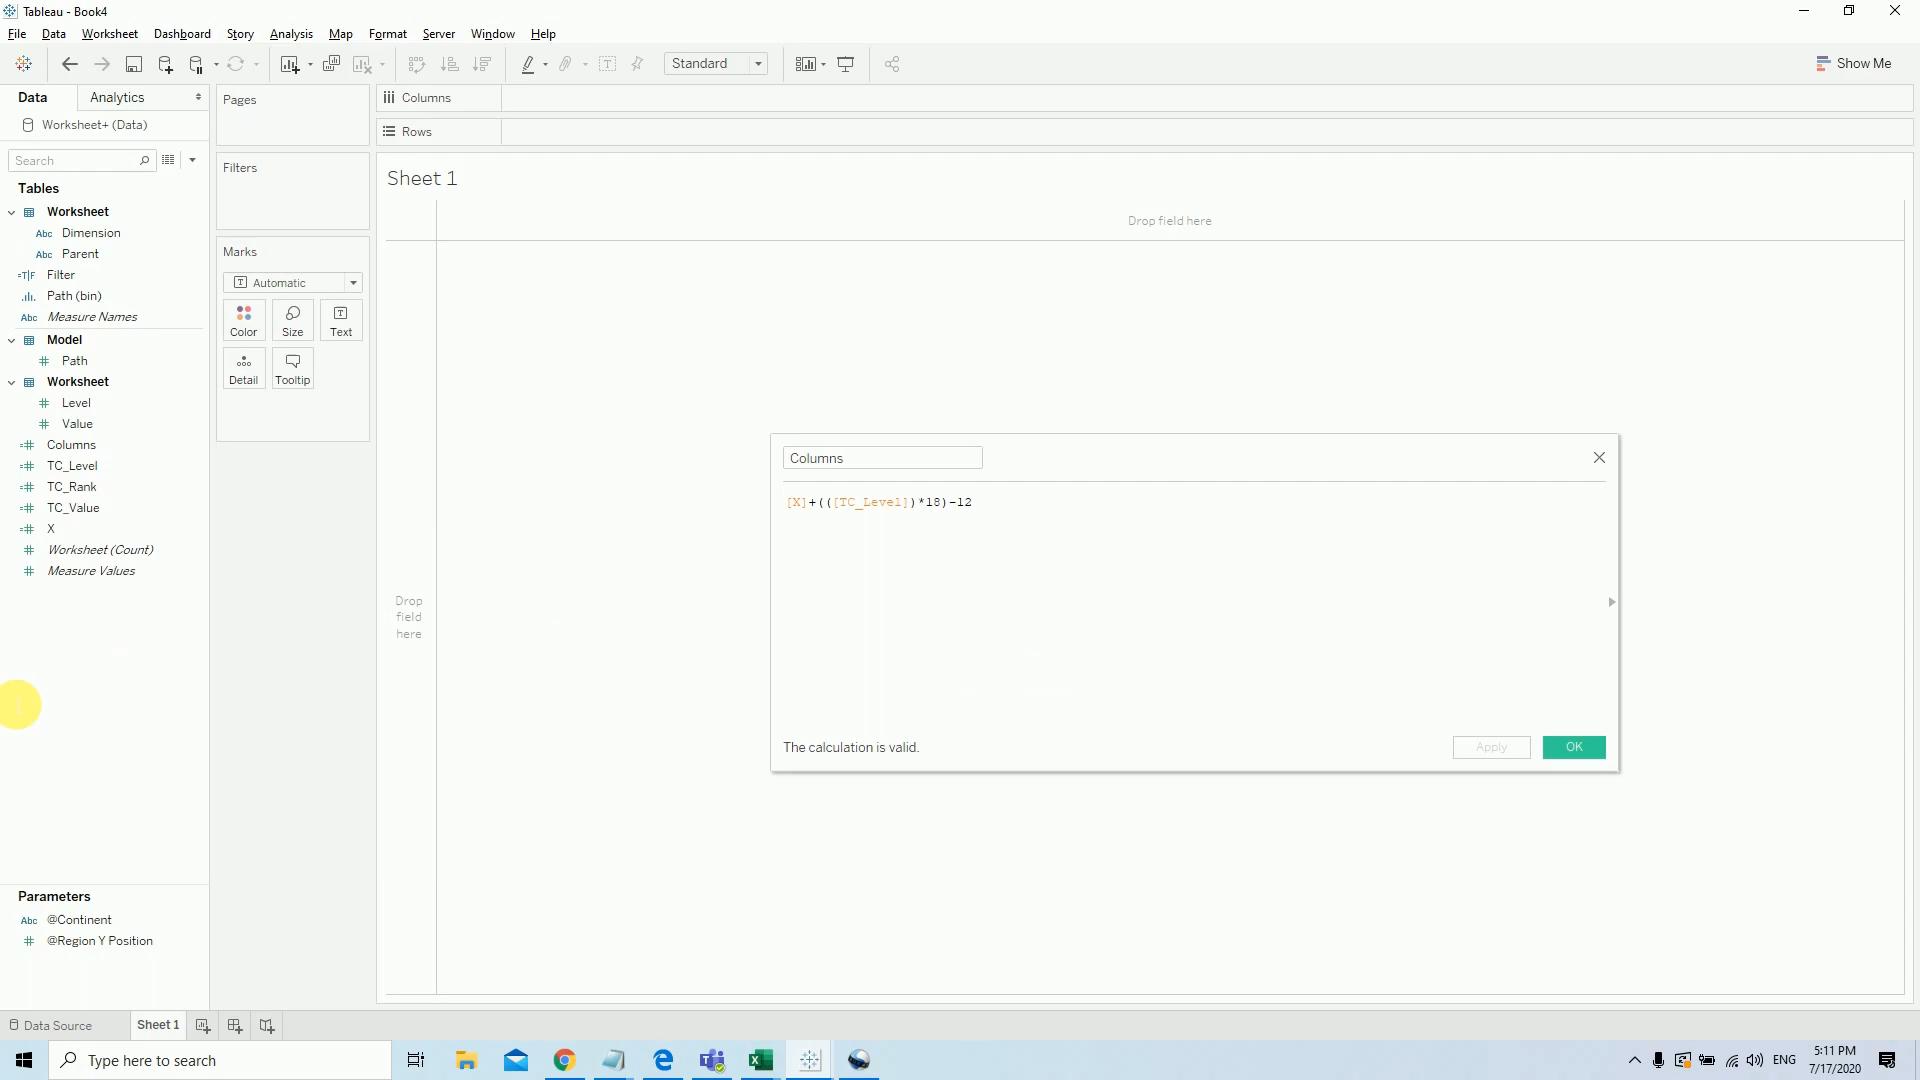 Tableau - Book4
File Data Worksheet Dashboard Story Analysis Map Format Server Window Help
Standard
Show Me
Data Analytics
Worksheet+ (Data)
Search
Tables
Worksheet
Abc Dimension
Abc Parent
=T|F Filter
Path (bin)
Abc Measure Names
Model
# Path
Worksheet
# Level
# Value
=# Columns
=# TC_Level
=# TC_Rank
=# TC_Value
=# X
# Worksheet (Count)
# Measure Values
Parameters
Abc @Continent
# @Region Y Position
Pages
Filters
Marks
Automatic
Color Size Text
Detail Tooltip
Columns
Rows
Sheet 1
Drop field here
Drop
field
here
Columns
[X]+(([TC_Level])*18)-12
The calculation is valid.
Apply OK
Data Source Sheet 1
Type here to search
ENG
5:11 PM
7/17/2020